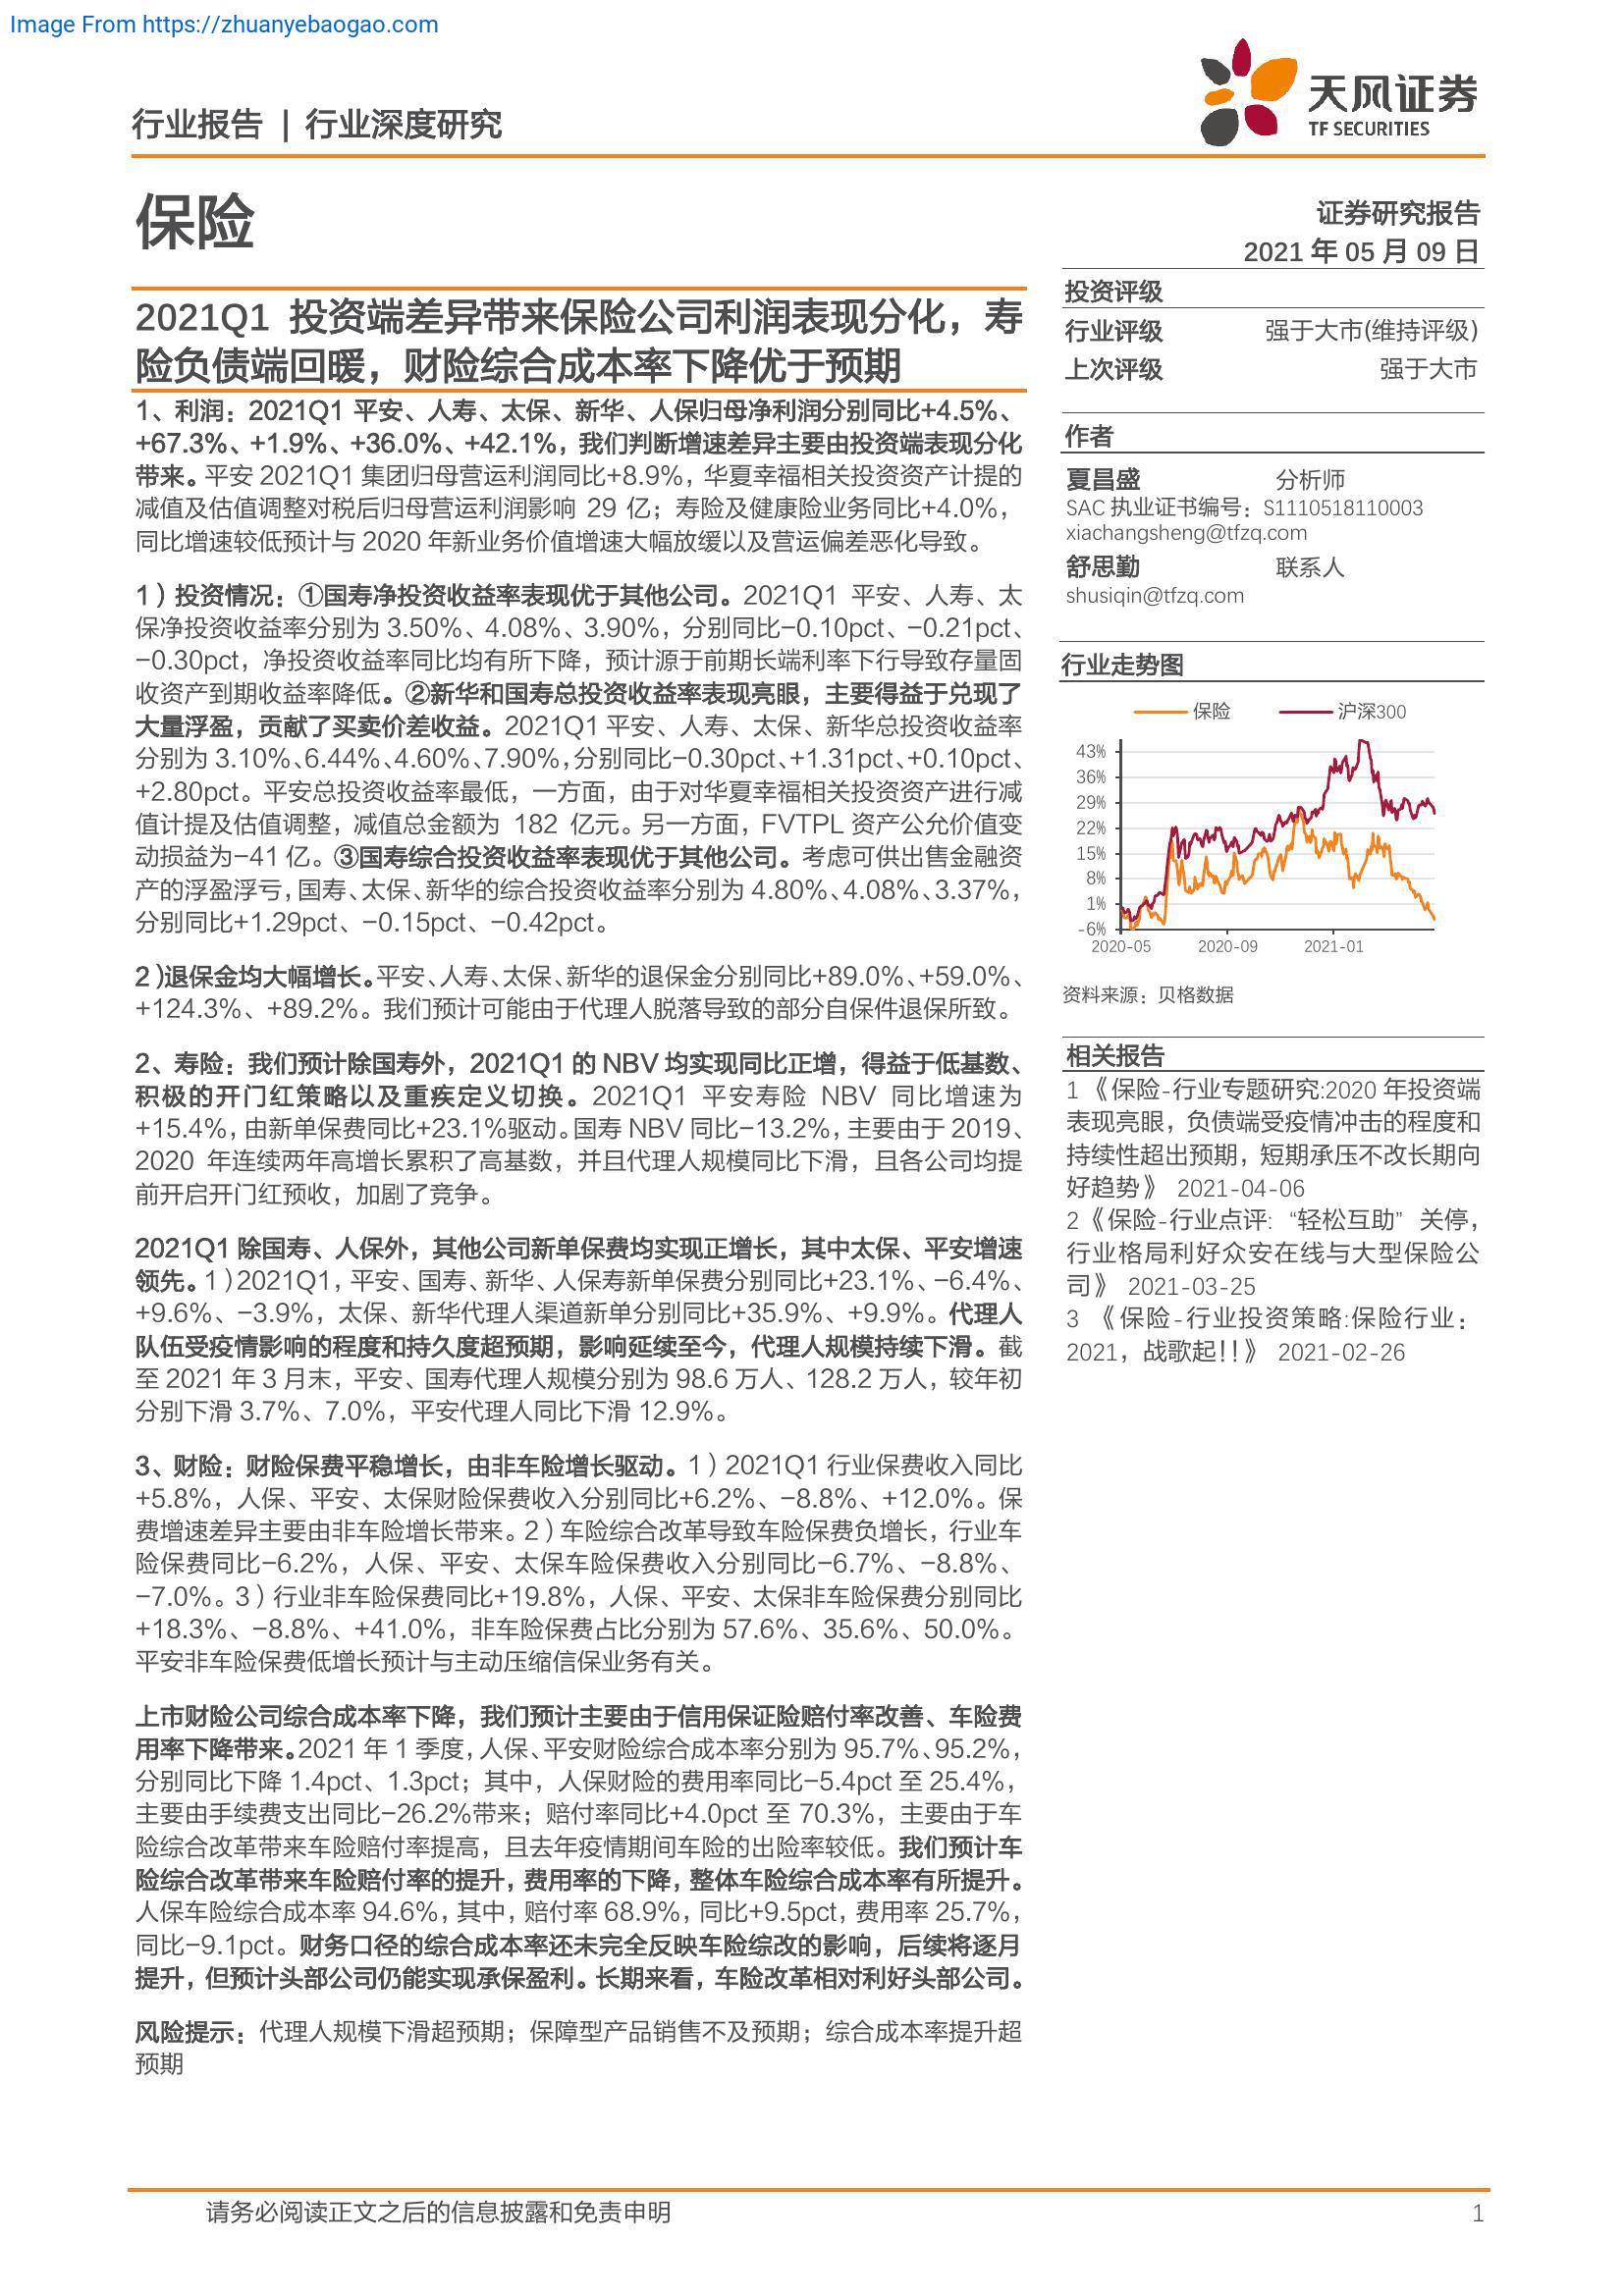 Image From https://zhuanyebaogao.com
行业报告 | 行业深度研究
天风证券
TF SECURITIES
保险
证券研究报告
2021 年 05 月 09 日
2021Q1 投资端差异带来保险公司利润表现分化，寿
险负债端回暖，财险综合成本率下降优于预期
1、利润：2021Q1 平安、人寿、太保、新华、人保归母净利润分别同比+4.5%、
+67.3%、+1.9%、+36.0%、+42.1%，我们判断增速差异主要由投资端表现分化
带来。平安 2021Q1 集团归母营运利润同比+8.9%，华夏幸福相关投资资产计提的
减值及估值调整对税后归母营运利润影响 29 亿；寿险及健康险业务同比+4.0%，
同比增速较低预计与 2020 年新业务价值增速大幅放缓以及营运偏差恶化导致。
1）投资情况：①国寿净投资收益率表现优于其他公司。2021Q1 平安、人寿、太
保净投资收益率分别为 3.50%、4.08%、3.90%，分别同比-0.10pct、-0.21pct、
-0.30pct，净投资收益率同比均有所下降，预计源于前期长端利率下行导致存量固
收资产到期收益率降低。②新华和国寿总投资收益率表现亮眼，主要得益于兑现了
大量浮盈，贡献了买卖价差收益。2021Q1 平安、人寿、太保、新华总投资收益率
分别为 3.10%、6.44%、4.60%、7.90%，分别同比-0.30pct、+1.31pct、+0.10pct、
+2.80pct。平安总投资收益率最低，一方面，由于对华夏幸福相关投资资产进行减
值计提及估值调整，减值总金额为 182 亿元。另一方面，FVTPL 资产公允价值变
动损益为-41 亿。③国寿综合投资收益率表现优于其他公司。考虑可供出售金融资
产的浮盈浮亏，国寿、太保、新华的综合投资收益率分别为 4.80%、4.08%、3.37%，
分别同比+1.29pct、-0.15pct、-0.42pct。
2）退保金均大幅增长。平安、人寿、太保、新华的退保金分别同比+89.0%、+59.0%、
+124.3%、+89.2%。我们预计可能由于代理人脱落导致的部分自保件退保所致。
2、寿险：我们预计除国寿外，2021Q1 的 NBV 均实现同比正增，得益于低基数、
积极的开门红策略以及重疾定义切换。2021Q1 平安寿险 NBV 同比增速为
+15.4%，由新单保费同比+23.1%驱动。国寿 NBV 同比-13.2%，主要由于 2019、
2020 年连续两年高增长累积了高基数，并且代理人规模同比下滑，且各公司均提
前开启开门红预收，加剧了竞争。
2021Q1 除国寿、人保外，其他公司新单保费均实现正增长，其中太保、平安增速
领先。1）2021Q1，平安、国寿、新华、人保寿新单保费分别同比+23.1%、-6.4%、
+9.6%、-3.9%，太保、新华代理人渠道新单分别同比+35.9%、+9.9%。代理人
队伍受疫情影响的程度和持久度超预期，影响延续至今，代理人规模持续下滑。截
至 2021 年 3 月末，平安、国寿代理人规模分别为 98.6 万人、128.2 万人，较年初
分别下滑 3.7%、7.0%，平安代理人同比下滑 12.9%。
3、财险：财险保费平稳增长，由非车险增长驱动。1）2021Q1 行业保费收入同比
+5.8%，人保、平安、太保财险保费收入分别同比+6.2%、-8.8%、+12.0%。保
费增速差异主要由非车险增长带来。2）车险综合改革导致车险保费负增长，行业车
险保费同比-6.2%，人保、平安、太保车险保费收入分别同比-6.7%、-8.8%、
-7.0%。3）行业非车险保费同比+19.8%，人保、平安、太保非车险保费分别同比
+18.3%、-8.8%、+41.0%，非车险保费占比分别为 57.6%、35.6%、50.0%。
平安非车险保费低增长预计与主动压缩信保业务有关。
上市财险公司综合成本率下降，我们预计主要由于信用保证险赔付率改善、车险费
用率下降带来。2021 年 1 季度，人保、平安财险综合成本率分别为 95.7%、95.2%，
分别同比下降 1.4pct、1.3pct；其中，人保财险的费用率同比-5.4pct 至 25.4%，
主要由手续费支出同比-26.2%带来；赔付率同比+4.0pct 至 70.3%，主要由于车
险综合改革带来车险赔付率提高，且去年疫情期间车险的出险率较低。我们预计车
险综合改革带来车险赔付率的提升，费用率的下降，整体车险综合成本率有所提升。
人保车险综合成本率 94.6%，其中，赔付率 68.9%，同比+9.5pct，费用率 25.7%，
同比-9.1pct。财务口径的综合成本率还未完全反映车险综改的影响，后续将逐月
提升，但预计头部公司仍能实现承保盈利。长期来看，车险改革相对利好头部公司。
风险提示：代理人规模下滑超预期；保障型产品销售不及预期；综合成本率提升超
预期
投资评级
行业评级 强于大市(维持评级)
上次评级 强于大市
作者
夏昌盛 分析师
SAC 执业证书编号：S1110518110003
xiachangsheng@tfzq.com
舒思勤 联系人
shusiqin@tfzq.com
行业走势图
保险 沪深300
43%
36%
29%
22%
15%
8%
1%
-6%
2020-05 2020-09 2021-01
资料来源：贝格数据
相关报告
1 《保险-行业专题研究:2020 年投资端
表现亮眼，负债端受疫情冲击的程度和
持续性超出预期，短期承压不改长期向
好趋势》 2021-04-06
2《保险-行业点评:“轻松互助”关停，
行业格局利好众安在线与大型保险公
司》 2021-03-25
3 《保险-行业投资策略:保险行业：
2021，战歌起!!》 2021-02-26
请务必阅读正文之后的信息披露和免责申明 1